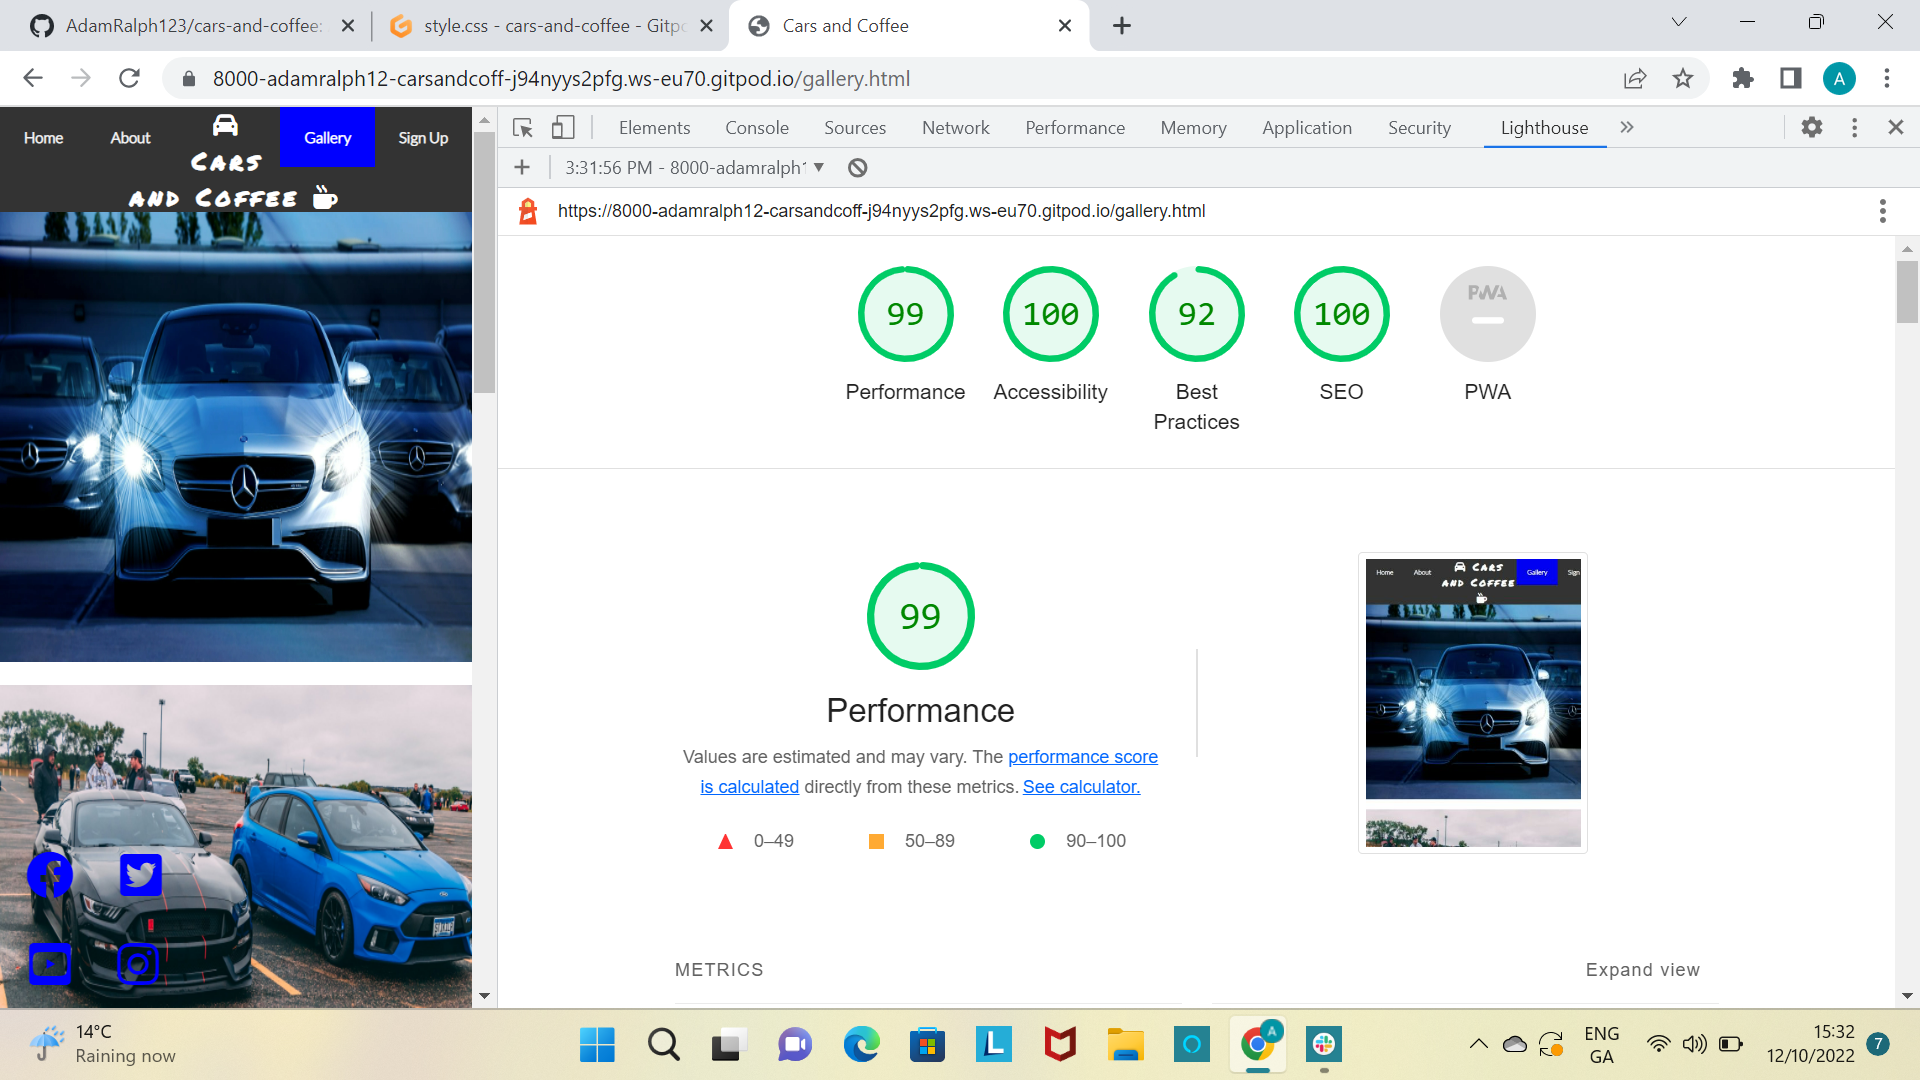 AdamRalph123/cars-and-coffee:
style.css - cars-and-coffee - Gitpo
Cars and Coffee
8000-adamralph12-carsandcoff-j94nyys2pfg.ws-eu70.gitpod.io/gallery.html
A
Home
About
Cars
and Coffee
Gallery
Sign Up
Elements
Console
Sources
Network
Performance
Memory
Application
Security
Lighthouse
3:31:56 PM - 8000-adamralph1
https://8000-adamralph12-carsandcoff-j94nyys2pfg.ws-eu70.gitpod.io/gallery.html
99
Performance
100
Accessibility
92
Best
Practices
100
SEO
PWA
PWA
99
Performance
Values are estimated and may vary. The performance score
is calculated directly from these metrics. See calculator.
0–49
50–89
90–100
Home
About
Cars
and Coffee
Gallery
Sign
METRICS
Expand view
14°C
Raining now
L
A
ENG
GA
15:32
12/10/2022
7